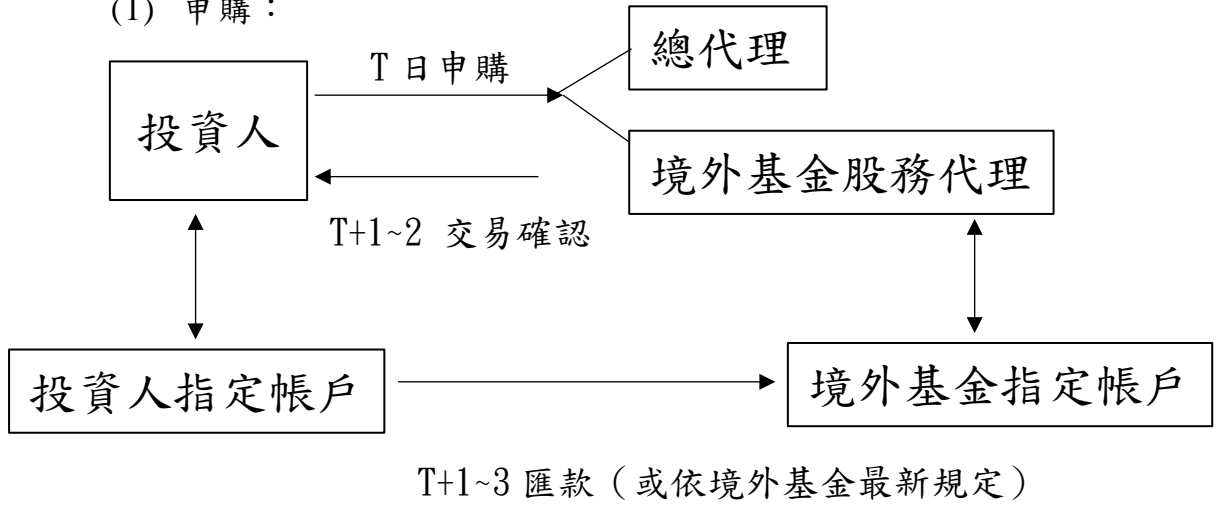 (1) 申購：
總代理
T 日申購
投資人
境外基金股務代理
T+1~2 交易確認
投資人指定帳戶
境外基金指定帳戶
T+1~3 匯款（或依境外基金最新規定）